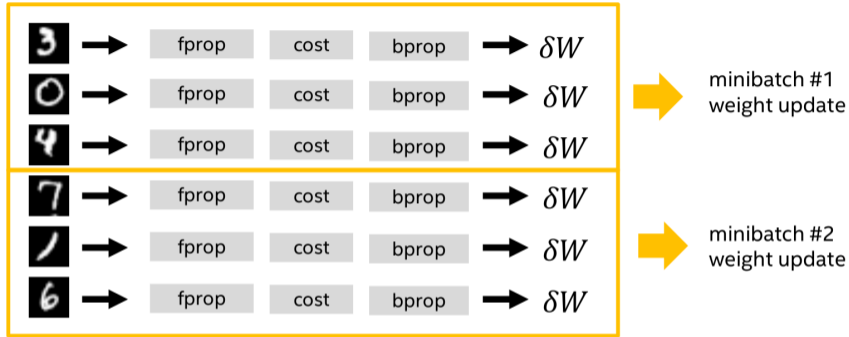 3 fprop cost bprop δW
0 fprop cost bprop δW
4 fprop cost bprop δW
minibatch #1
weight update
7 fprop cost bprop δW
1 fprop cost bprop δW
6 fprop cost bprop δW
minibatch #2
weight update